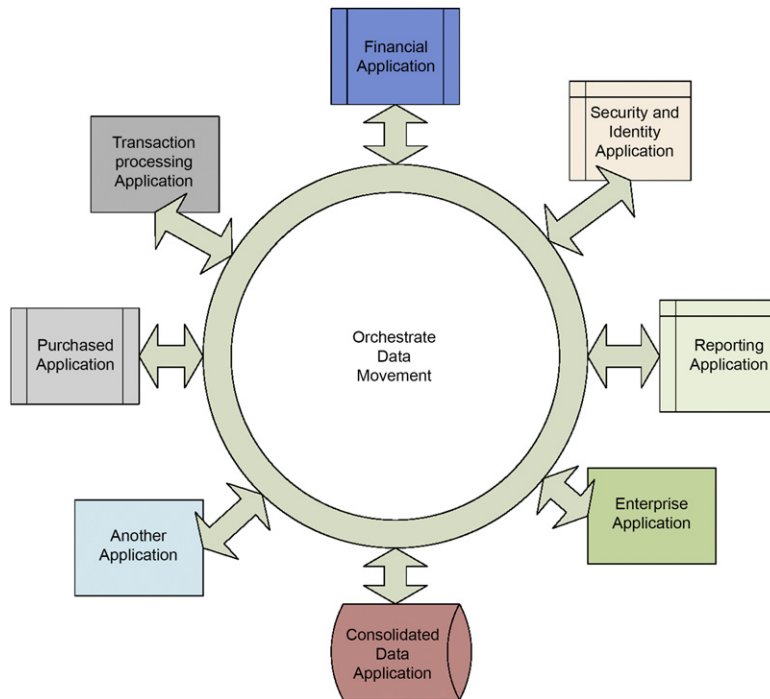 Financial
Application
Security and
Identity
Application
Transaction
processing
Application
Purchased
Application
Orchestrate
Data
Movement
Reporting
Application
Enterprise
Application
Another
Application
Consolidated
Data
Application